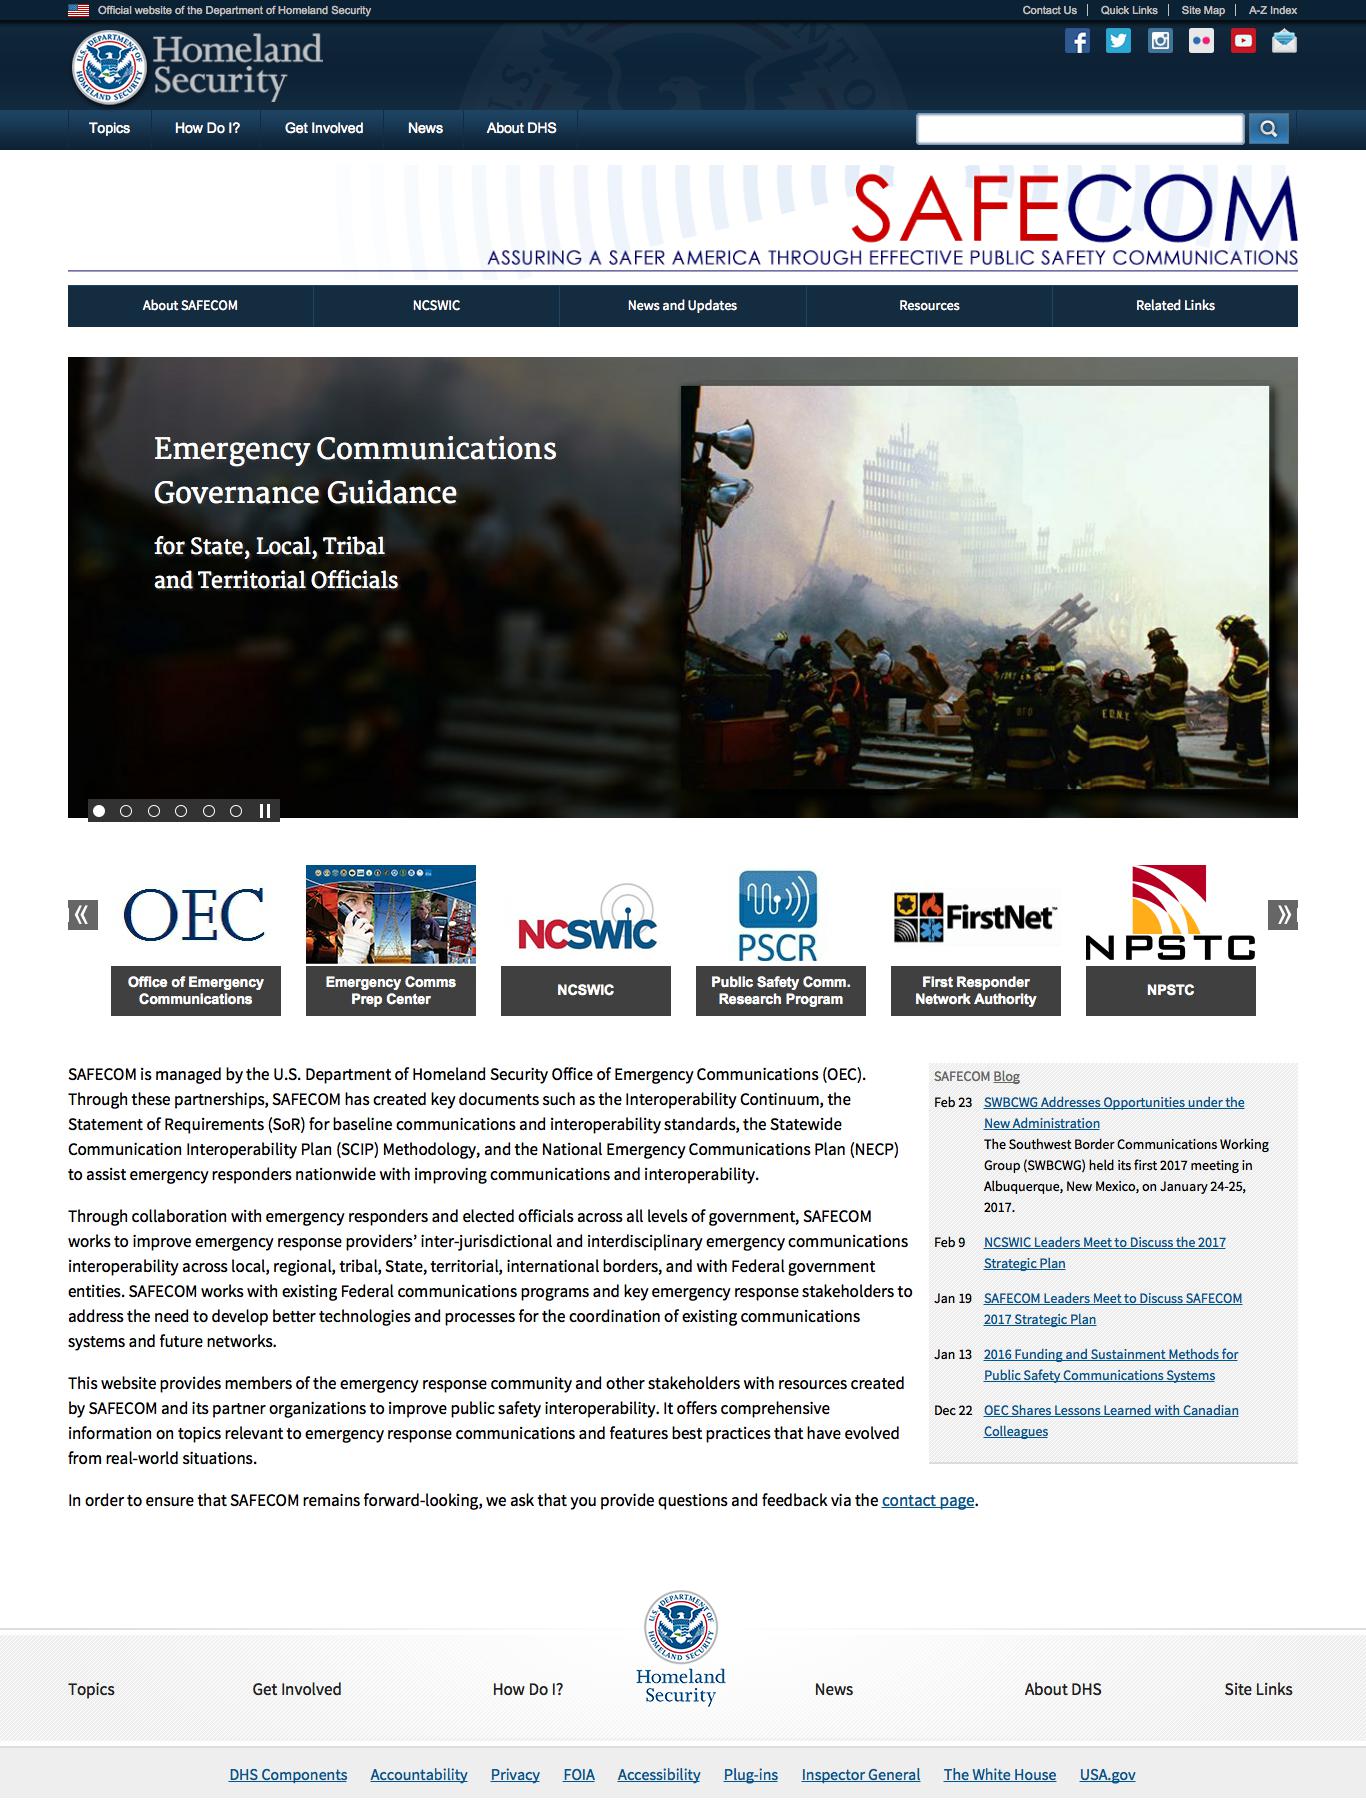 Official website of the Department of Homeland Security
Contact Us
Quick Links
Site Map
A-Z Index
Homeland
Security
Topics
How Do I?
Get Involved
News
About DHS
SAFECOM
ASSURING A SAFER AMERICA THROUGH EFFECTIVE PUBLIC SAFETY COMMUNICATIONS
About SAFECOM
NCSWIC
News and Updates
Resources
Related Links
Emergency Communications
Governance Guidance
for State, Local, Tribal
and Territorial Officials
OEC
Office of Emergency
Communications
Emergency Comms
Prep Center
NCSWIC
NCSWIC
PSCR
Public Safety Comm.
Research Program
FirstNet™
First Responder
Network Authority
NPSTC
NPSTC
SAFECOM is managed by the U.S. Department of Homeland Security Office of Emergency Communications (OEC).
Through these partnerships, SAFECOM has created key documents such as the Interoperability Continuum, the
Statement of Requirements (SoR) for baseline communications and interoperability standards, the Statewide
Communication Interoperability Plan (SCIP) Methodology, and the National Emergency Communications Plan (NECP)
to assist emergency responders nationwide with improving communications and interoperability.
Through collaboration with emergency responders and elected officials across all levels of government, SAFECOM
works to improve emergency response providers’ inter-jurisdictional and interdisciplinary emergency communications
interoperability across local, regional, tribal, State, territorial, international borders, and with Federal government
entities. SAFECOM works with existing Federal communications programs and key emergency response stakeholders to
address the need to develop better technologies and processes for the coordination of existing communications
systems and future networks.
This website provides members of the emergency response community and other stakeholders with resources created
by SAFECOM and its partner organizations to improve public safety interoperability. It offers comprehensive
information on topics relevant to emergency response communications and features best practices that have evolved
from real-world situations.
In order to ensure that SAFECOM remains forward-looking, we ask that you provide questions and feedback via the contact page.
SAFECOM Blog
Feb 23 SWBCWG Addresses Opportunities under the
New Administration
The Southwest Border Communications Working
Group (SWBCWG) held its first 2017 meeting in
Albuquerque, New Mexico, on January 24-25,
2017.
Feb 9 NCSWIC Leaders Meet to Discuss the 2017
Strategic Plan
Jan 19 SAFECOM Leaders Meet to Discuss SAFECOM
2017 Strategic Plan
Jan 13 2016 Funding and Sustainment Methods for
Public Safety Communications Systems
Dec 22 OEC Shares Lessons Learned with Canadian
Colleagues
U.S. DEPARTMENT OF
HOMELAND SECURITY
Homeland
Security
Topics
Get Involved
How Do I?
News
About DHS
Site Links
DHS Components
Accountability
Privacy
FOIA
Accessibility
Plug-ins
Inspector General
The White House
USA.gov